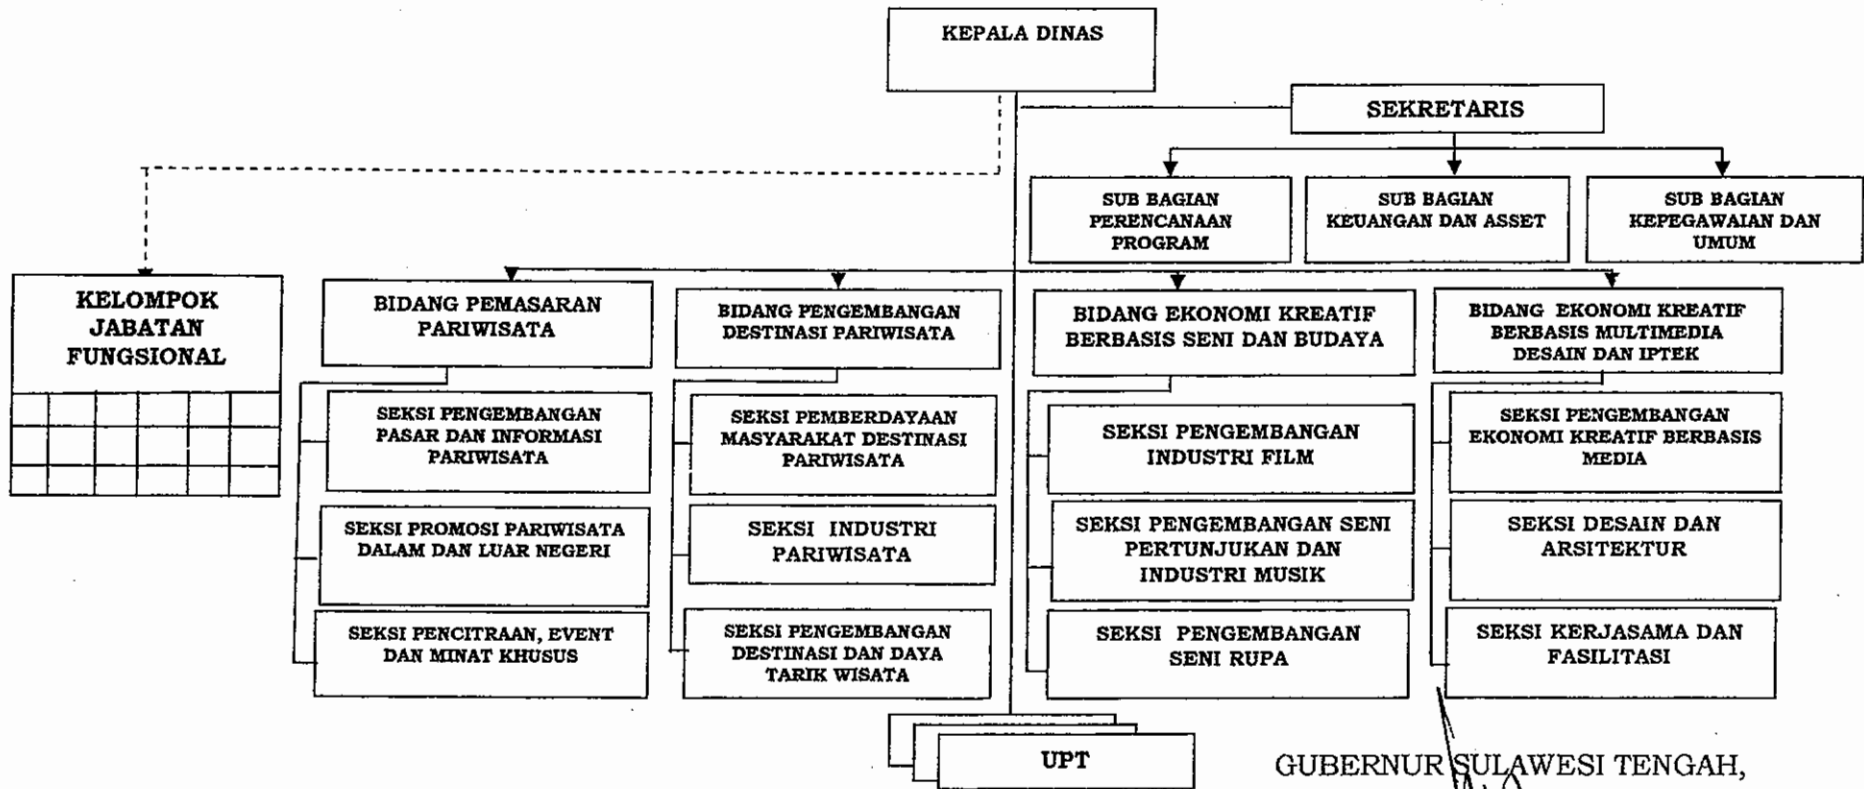 KEPALA DINAS
SEKRETARIS
SUB BAGIAN
PERENCANAAN
PROGRAM
SUB BAGIAN
KEUANGAN DAN ASSET
SUB BAGIAN
KEPEGAWAIAN DAN
UMUM
KELOMPOK
JABATAN
FUNGSIONAL
BIDANG PEMASARAN
PARIWISATA
SEKSI PENGEMBANGAN
PASAR DAN INFORMASI
PARIWISATA
SEKSI PROMOSI PARIWISATA
DALAM DAN LUAR NEGERI
SEKSI PENCITRAAN, EVENT
DAN MINAT KHUSUS
BIDANG PENGEMBANGAN
DESTINASI PARIWISATA
SEKSI PEMBERDAYAAN
MASYARAKAT DESTINASI
PARIWISATA
SEKSI INDUSTRI
PARIWISATA
SEKSI PENGEMBANGAN
DESTINASI DAN DAYA
TARIK WISATA
BIDANG EKONOMI KREATIF
BERBASIS SENI DAN BUDAYA
SEKSI PENGEMBANGAN
INDUSTRI FILM
SEKSI PENGEMBANGAN SENI
PERTUNJUKAN DAN
INDUSTRI MUSIK
SEKSI PENGEMBANGAN
SENI RUPA
BIDANG EKONOMI KREATIF
BERBASIS MULTIMEDIA
DESAIN DAN IPTEK
SEKSI PENGEMBANGAN
EKONOMI KREATIF BERBASIS
MEDIA
SEKSI DESAIN DAN
ARSITEKTUR
SEKSI KERJASAMA DAN
FASILITASI
UPT
GUBERNUR SULAWESI TENGAH,